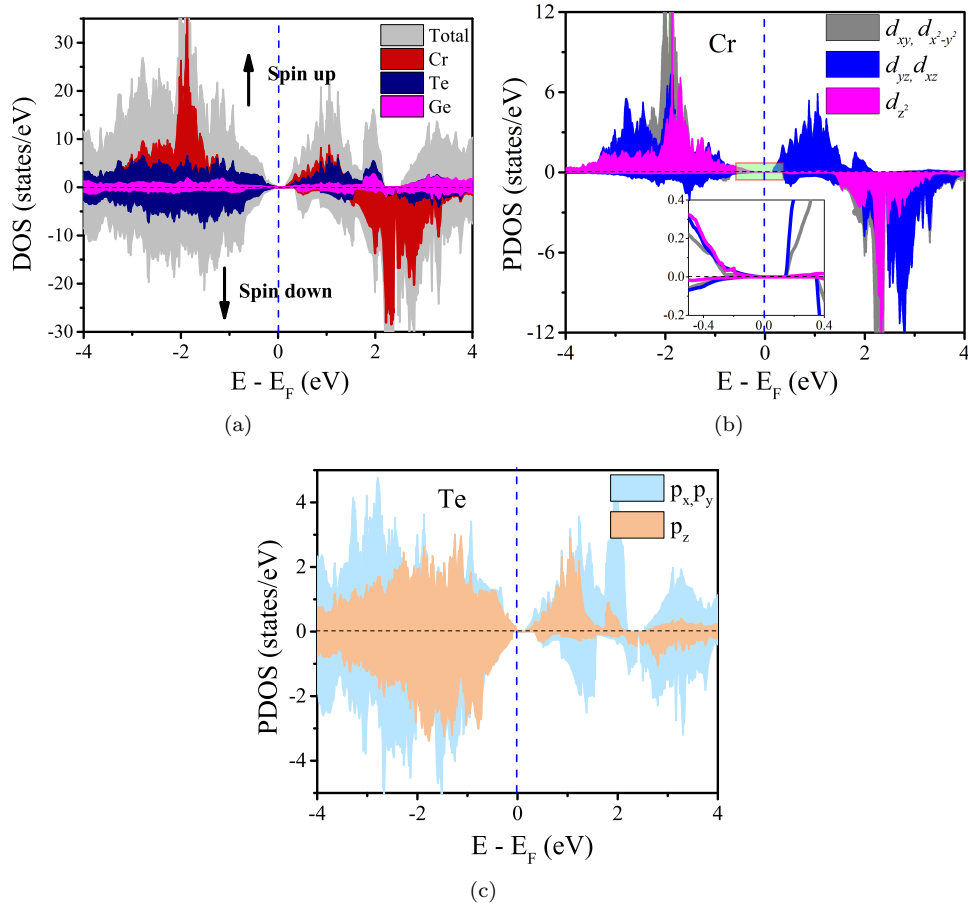 Total
Cr
Te
Ge
Spin up
Spin down
DOS (states/eV)
30
20
10
0
-10
-20
-30
-4
-2
0
2
4
E - E_F (eV)
(a)
Cr
d_xy, d_x²-y²
d_yz, d_xz
d_z²
PDOS (states/eV)
12
6
0
-6
-12
0.4
0.2
0.0
-0.2
-0.4
0.0
0.4
-4
-2
0
2
4
E - E_F (eV)
(b)
Te
p_x, p_y
p_z
PDOS (states/eV)
4
2
0
-2
-4
-4
-2
0
2
4
E - E_F (eV)
(c)